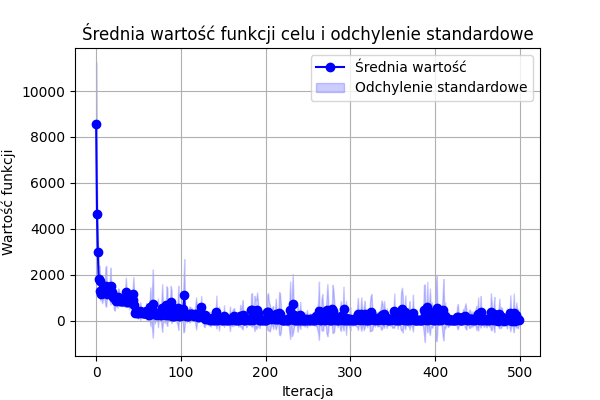 Średnia wartość funkcji celu i odchylenie standardowe
Średnia wartość
Odchylenie standardowe
Wartość funkcji
10000
8000
6000
4000
2000
0
0 100 200 300 400 500
Iteracja